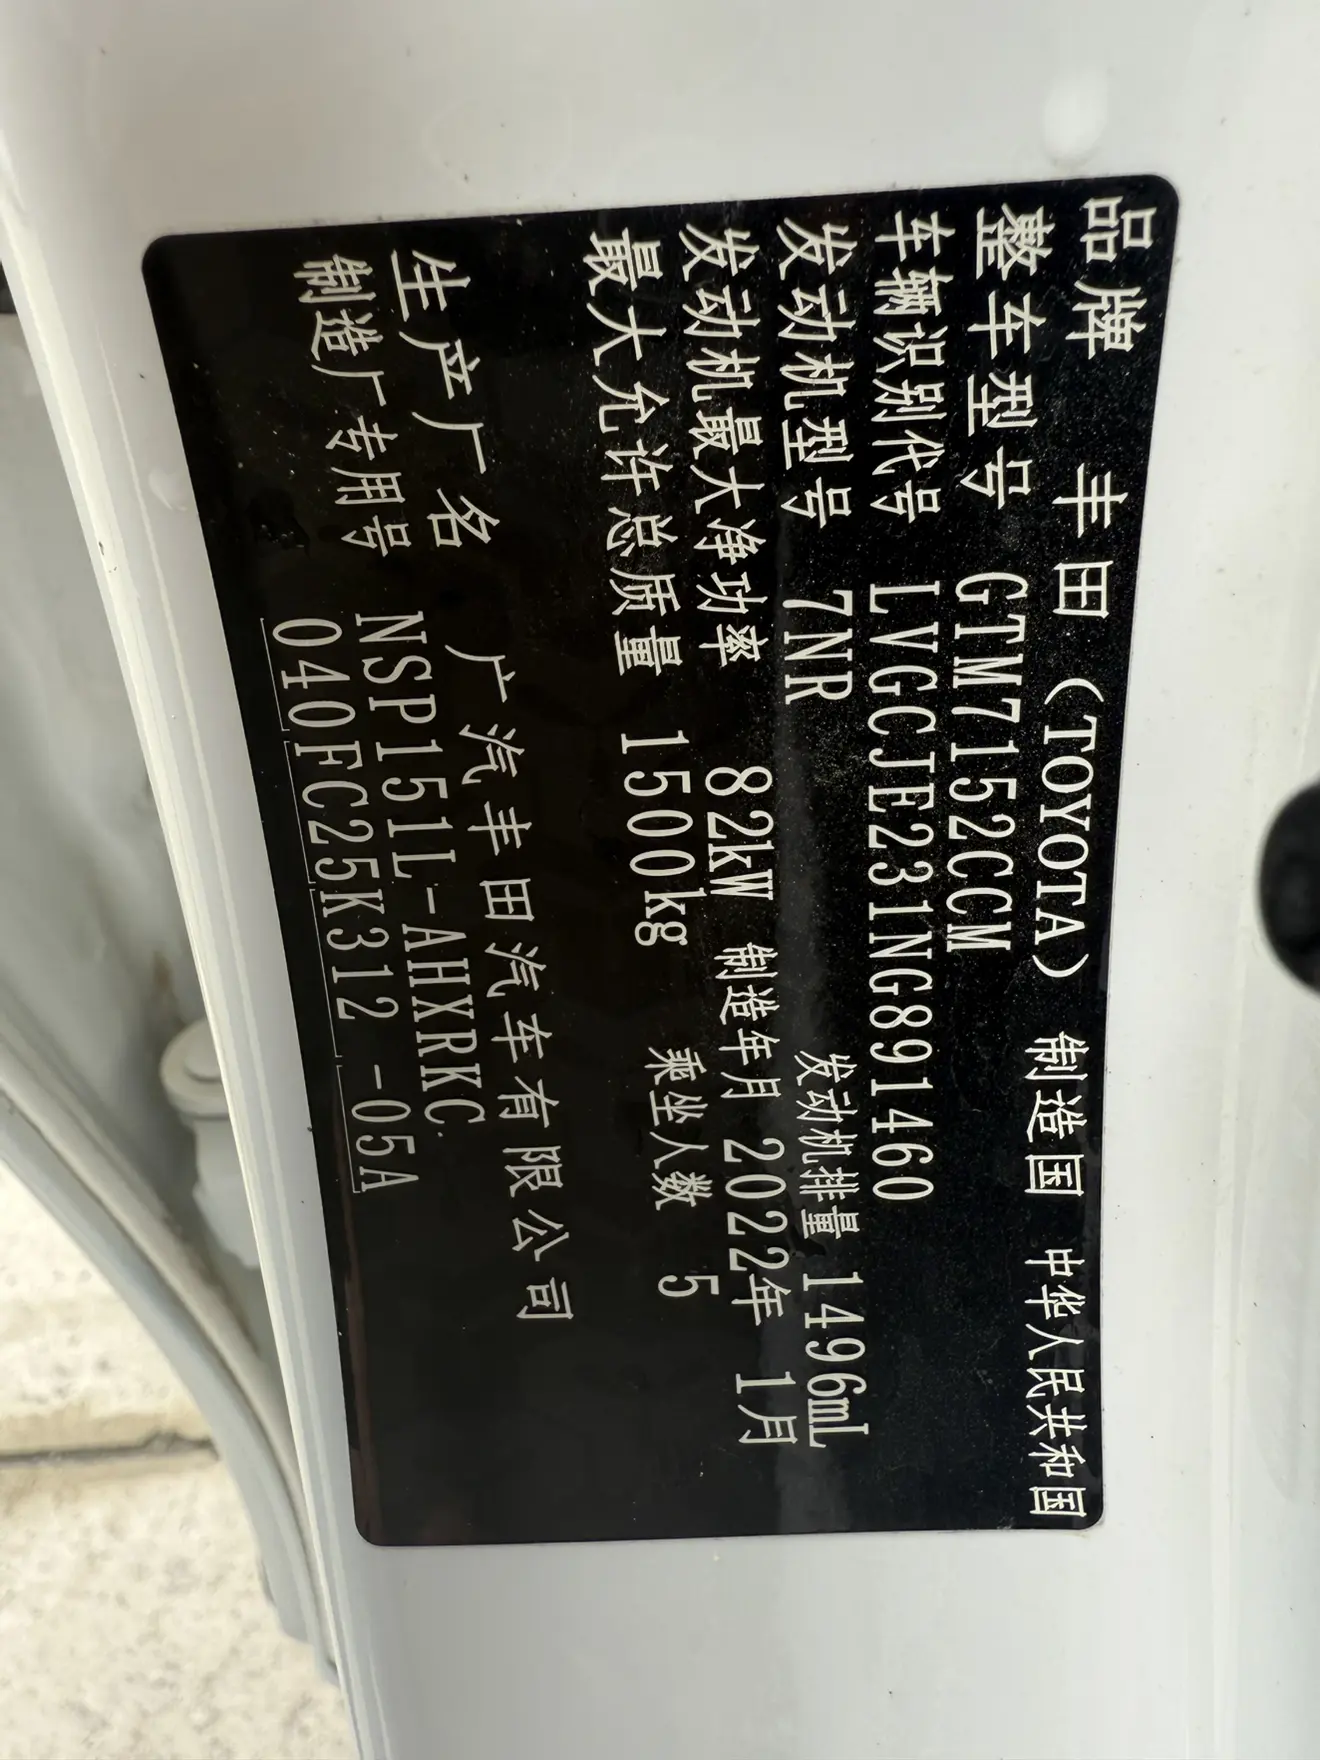 品牌 丰田（TOYOTA） 制造国 中华人民共和国
整车型号 GTM7152CCM
车辆识别代号 LVGCJE231NG891460
发动机型号 7NR 发动机排量 1496mL
发动机最大净功率 82kW 制造年月 2022年 1月
最大允许总质量 1500kg 乘坐人数 5
生产厂名 广汽丰田汽车有限公司
制造厂专用号 NSP151L-AHXRKC
040FC25K312 -05A